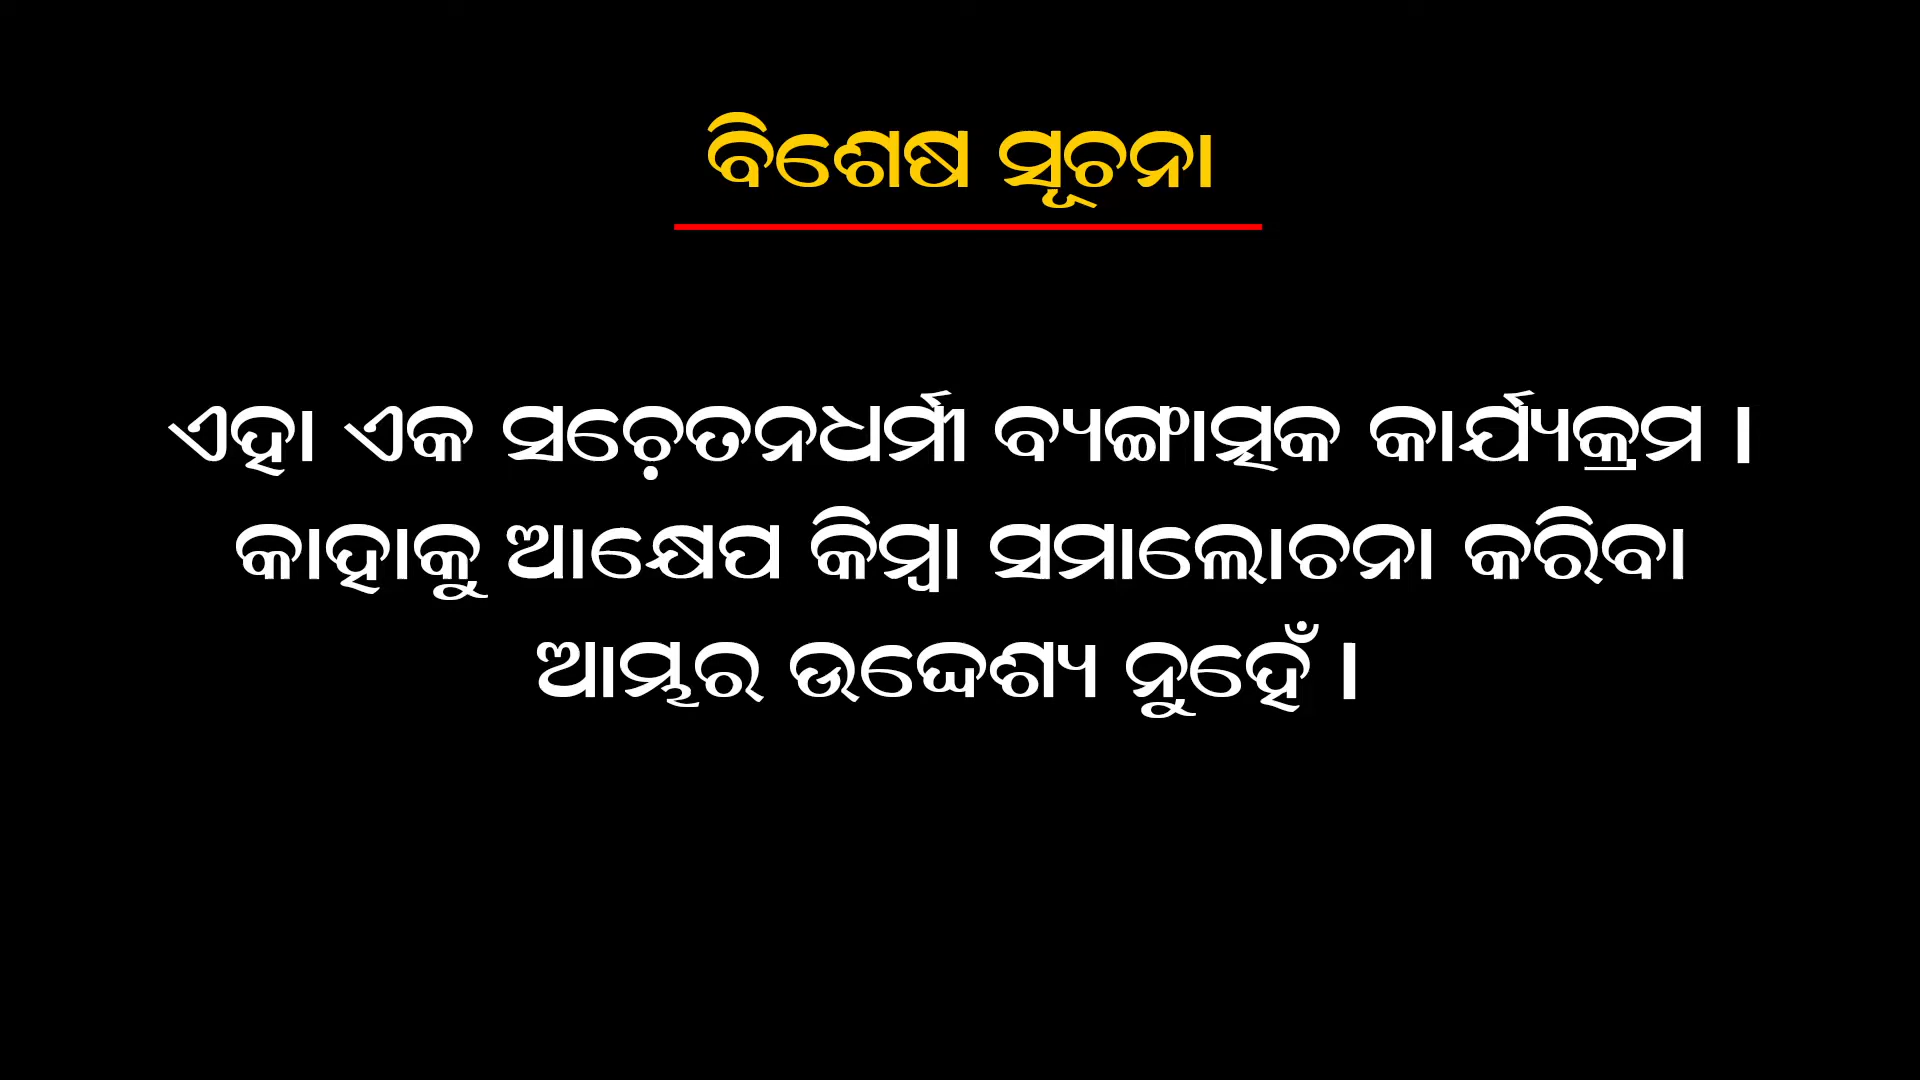 ବିଶେଷ ସୂଚନା
ଏହା ଏକ ସଚେ଼ତନଧର୍ମୀ ବ୍ୟଙ୍ଗାତ୍ମକ କାର୍ଯ୍ୟକ୍ରମ ।
କାହାକୁ ଆକ୍ଷେପ କିମ୍ବା ସମାଲୋଚନା କରିବା
ଆମ୍ଭର ଉଦ୍ଦେଶ୍ୟ ନୁହେଁ ।